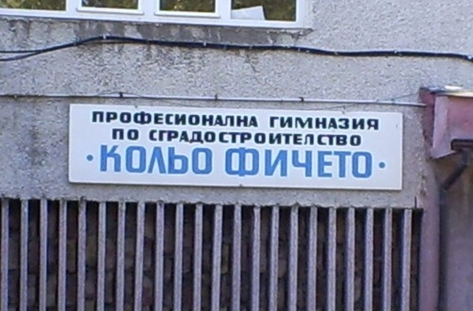 ПРОФЕСИОНАЛНА ГИМНАЗИЯ
ПО СГРАДОСТРОИТЕЛСТВО
· КОЛЬО ФИЧЕТО ·